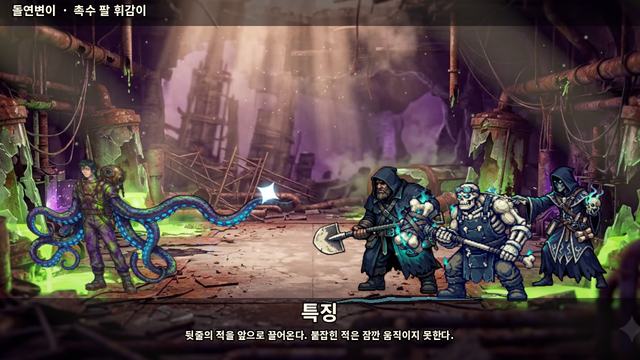 돌연변이 · 촉수 팔 휘감이
특징
뒷줄의 적을 앞으로 끌어온다. 붙잡힌 적은 잠깐 움직이지 못한다.